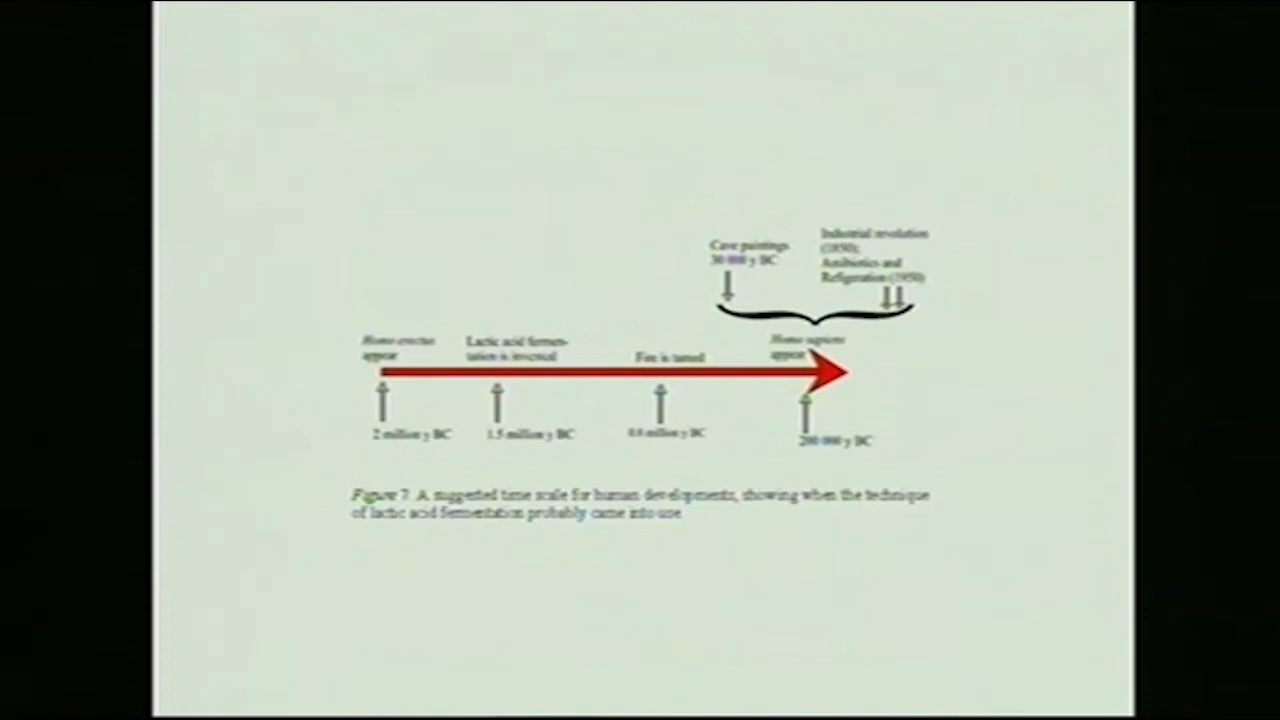 Cave paintings
30 000 y BC
Industrial revolution
(1850);
Antibiotics and
Refigeration (1950)
Homo erectus
appear
Lactic acid fermen-
tation is invented
Fire is tamed
Homo sapiens
appear
2 million y BC
1.5 million y BC
million y BC
200 000 y BC
Figure 7. A suggested time scale for human developments, showing when the technique
of lactic acid fermentation probably came into use